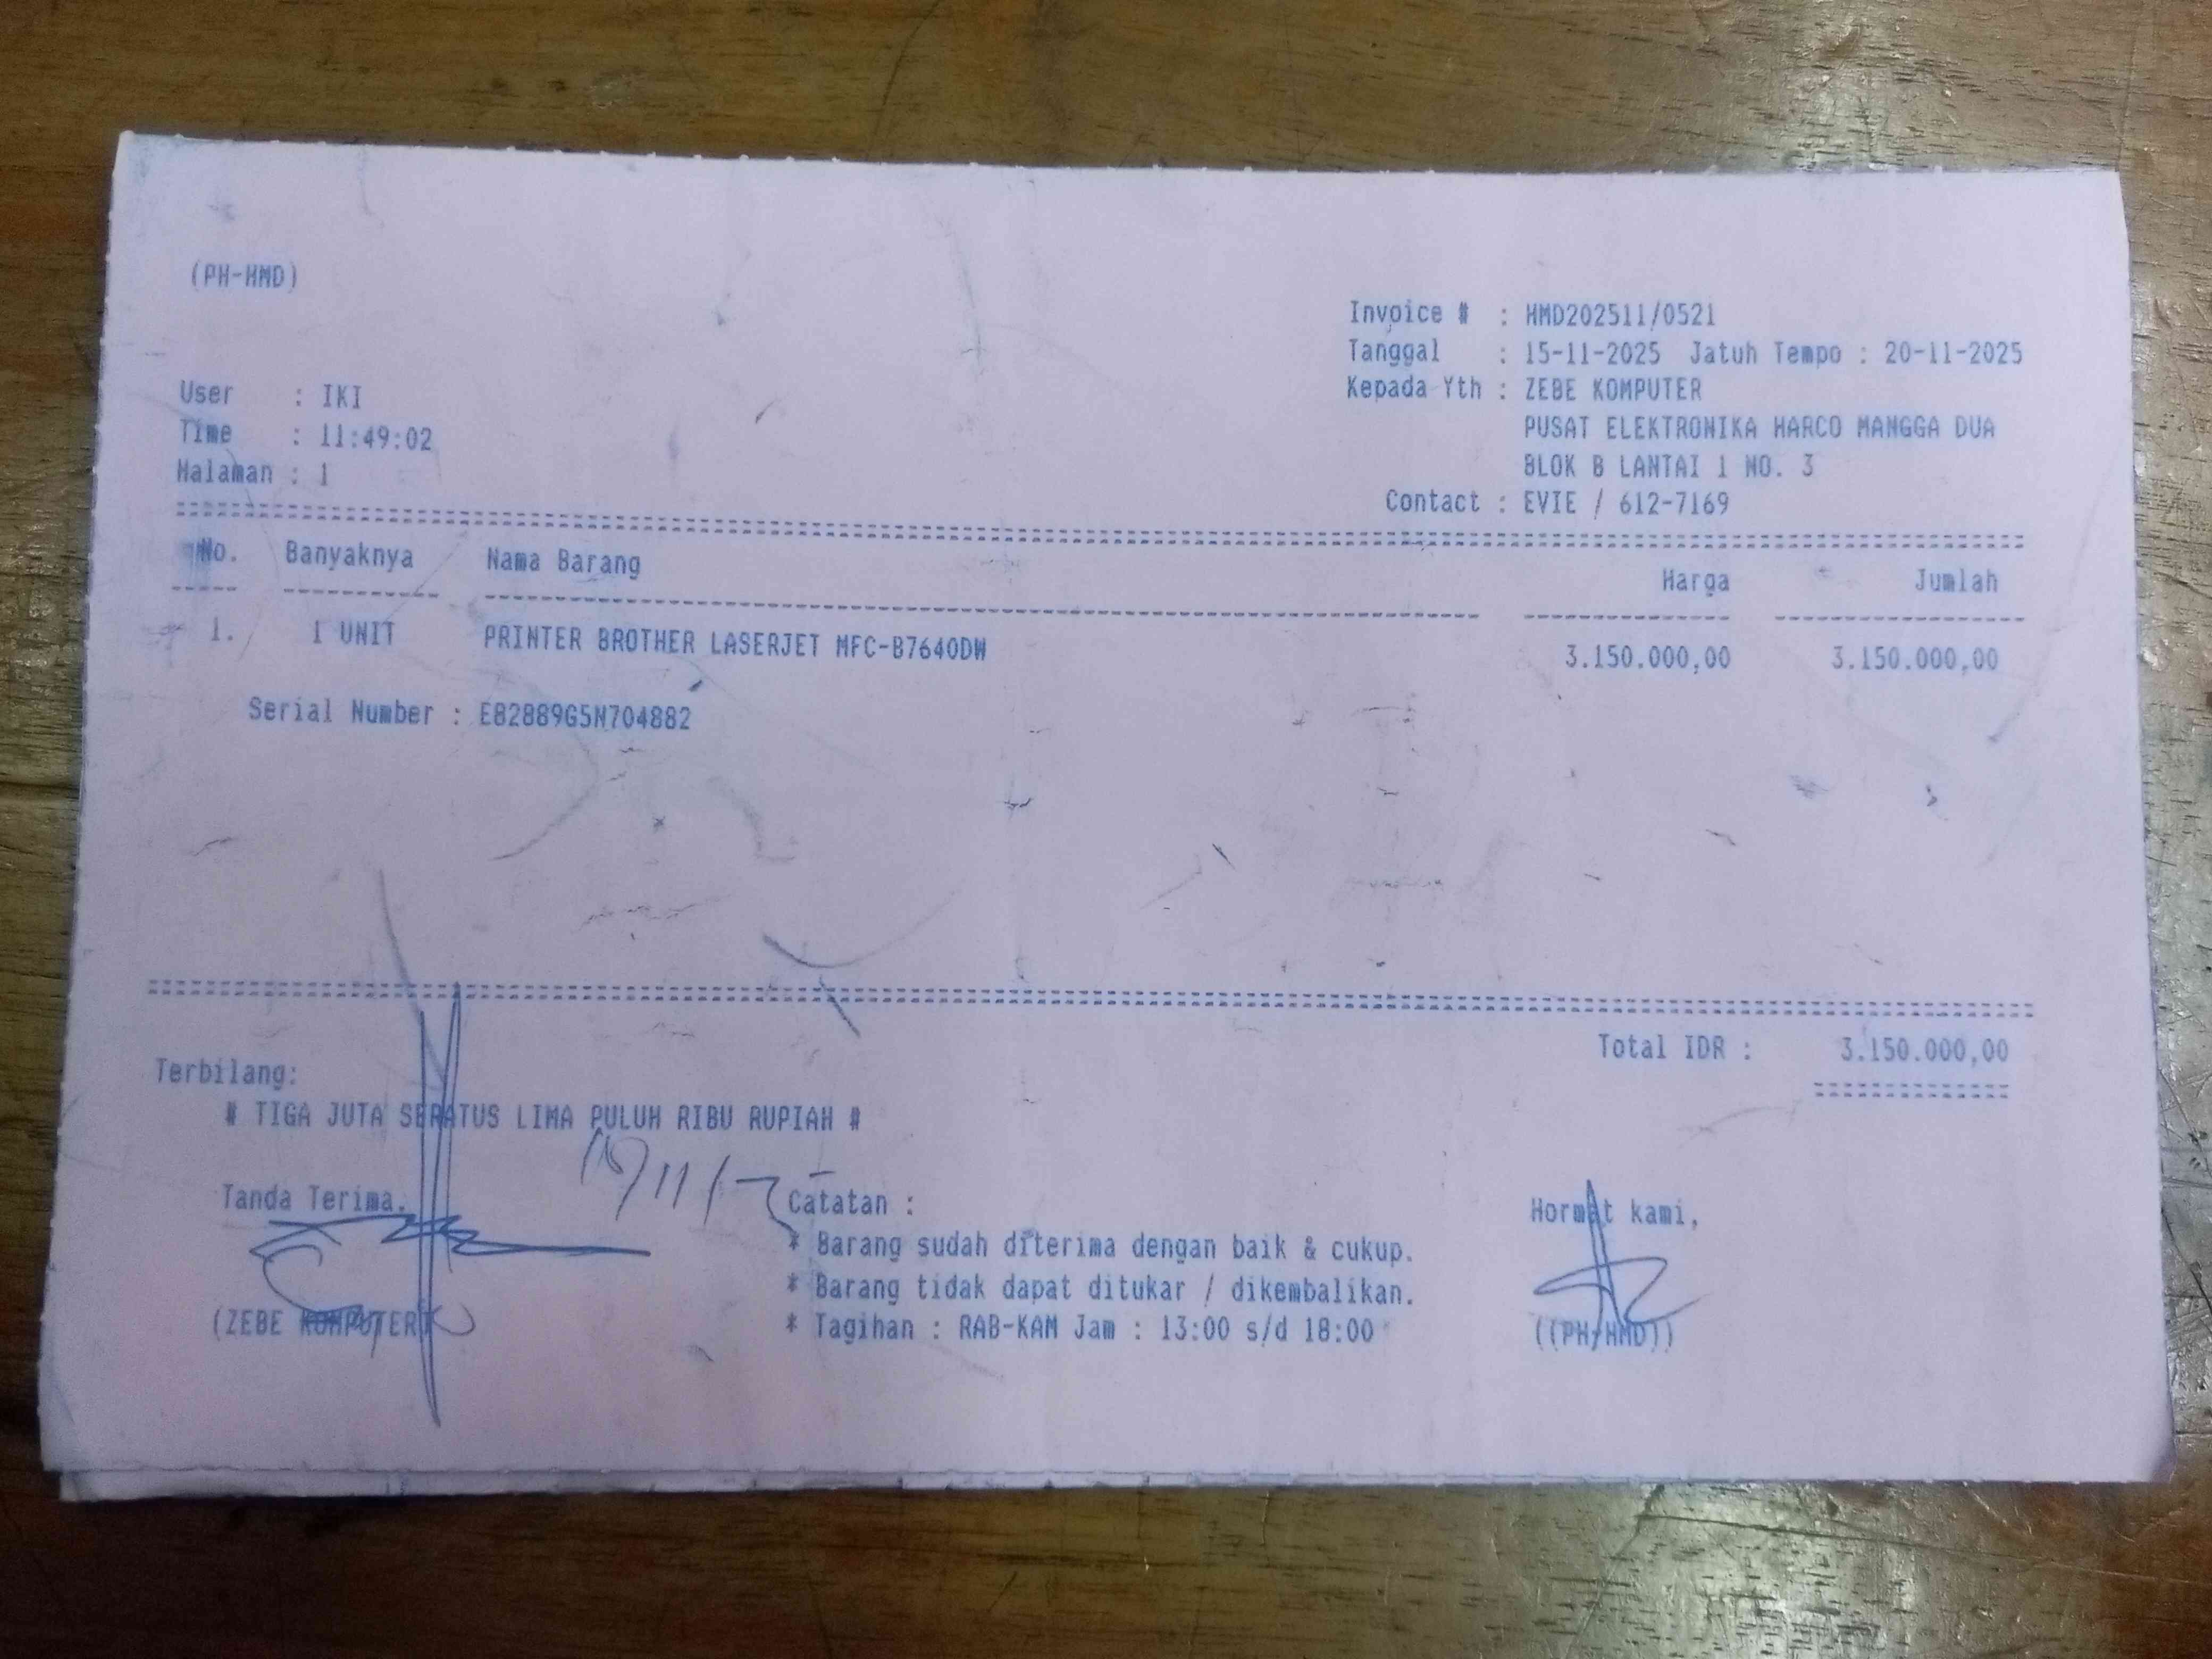 (PH-HMD)
Invoice # : HMD202511/0521
Tanggal : 15-11-2025 Jatuh Tempo : 20-11-2025
Kepada Yth : ZEBE KOMPUTER
PUSAT ELEKTRONIKA HARCO MANGGA DUA
BLOK B LANTAI 1 NO. 3
Contact : EVIE / 612-7169
User : IKI
Time : 11:49:02
Halaman : 1
No. Banyaknya Nama Barang Harga Jumlah
1. 1 UNIT PRINTER BROTHER LASERJET MFC-B7640DW 3.150.000,00 3.150.000,00
Serial Number : E82889G5N704882
Total IDR : 3.150.000,00
Terbilang:
# TIGA JUTA SERATUS LIMA PULUH RIBU RUPIAH #
Tanda Terima,
(ZEBE KOMPUTER)
Catatan :
* Barang sudah diterima dengan baik & cukup.
* Barang tidak dapat ditukar / dikembalikan.
* Tagihan : RAB-KAM Jam : 13:00 s/d 18:00
Hormat kami,
((PH-HMD))